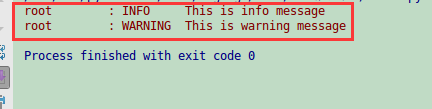 root        : INFO     This is info message
root        : WARNING  This is warning message
Process finished with exit code 0